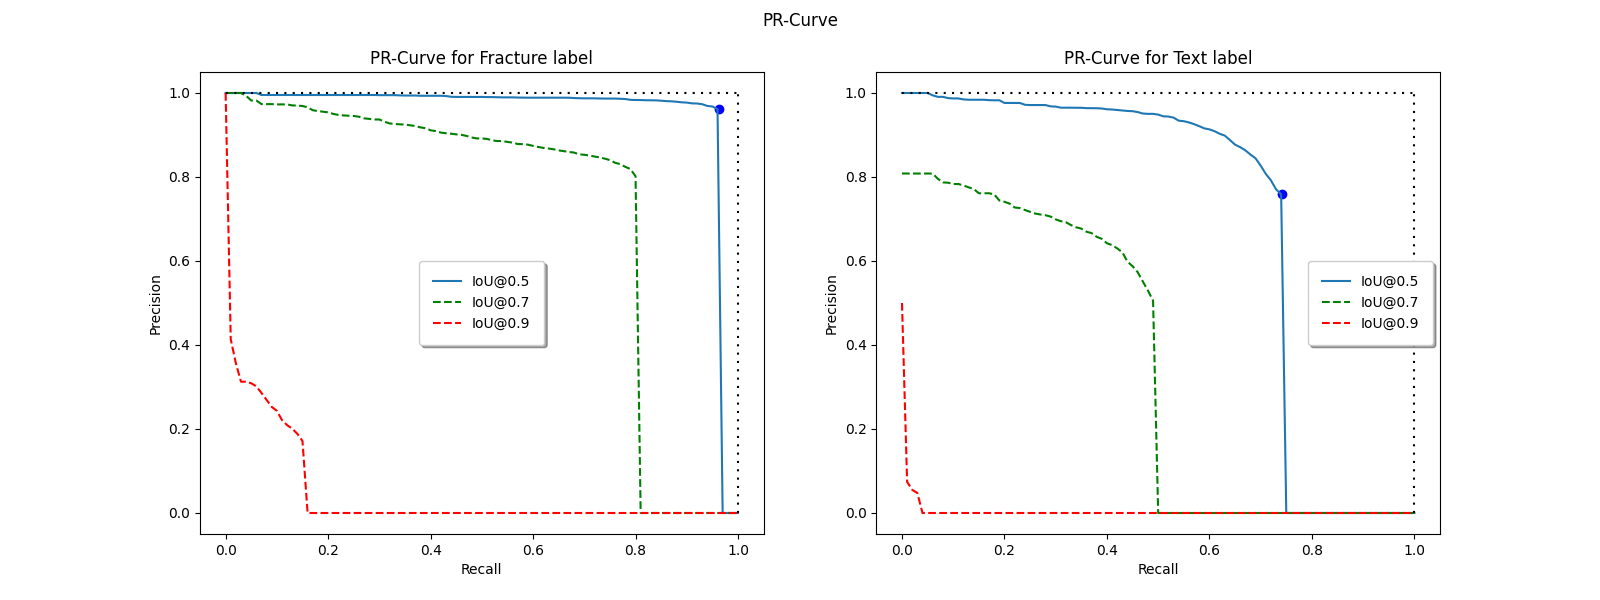 PR-Curve
PR-Curve for Fracture label
1.0
0.8
0.6
0.4
0.2
0.0
Precision
IoU@0.5
IoU@0.7
IoU@0.9
0.0 0.2 0.4 0.6 0.8 1.0
Recall
PR-Curve for Text label
1.0
0.8
0.6
0.4
0.2
0.0
Precision
IoU@0.5
IoU@0.7
IoU@0.9
0.0 0.2 0.4 0.6 0.8 1.0
Recall